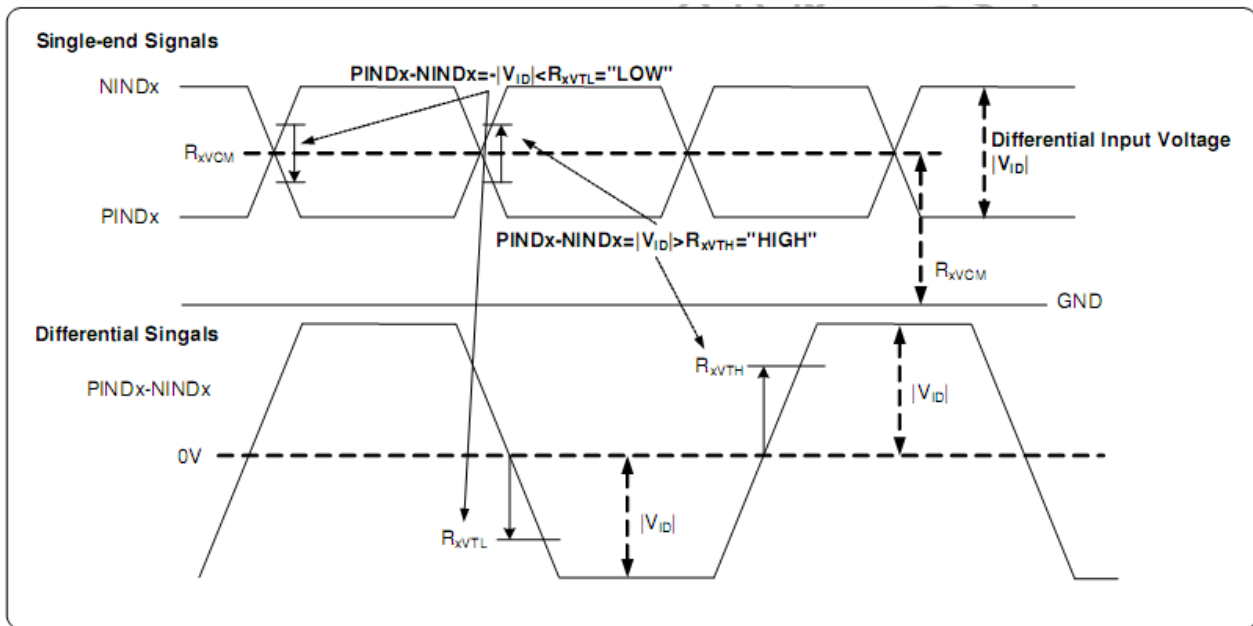 Single-end Signals
PINDx-NINDx=-|VID|<RxVTL="LOW"
NINDx
RxVCM
Differential Input Voltage
|VID|
PINDx
PINDx-NINDx=|VID|>RxVTH="HIGH"
RxVCM
GND
Differential Singals
RxVTH
PINDx-NINDx
|VID|
0V
|VID|
RxVTL